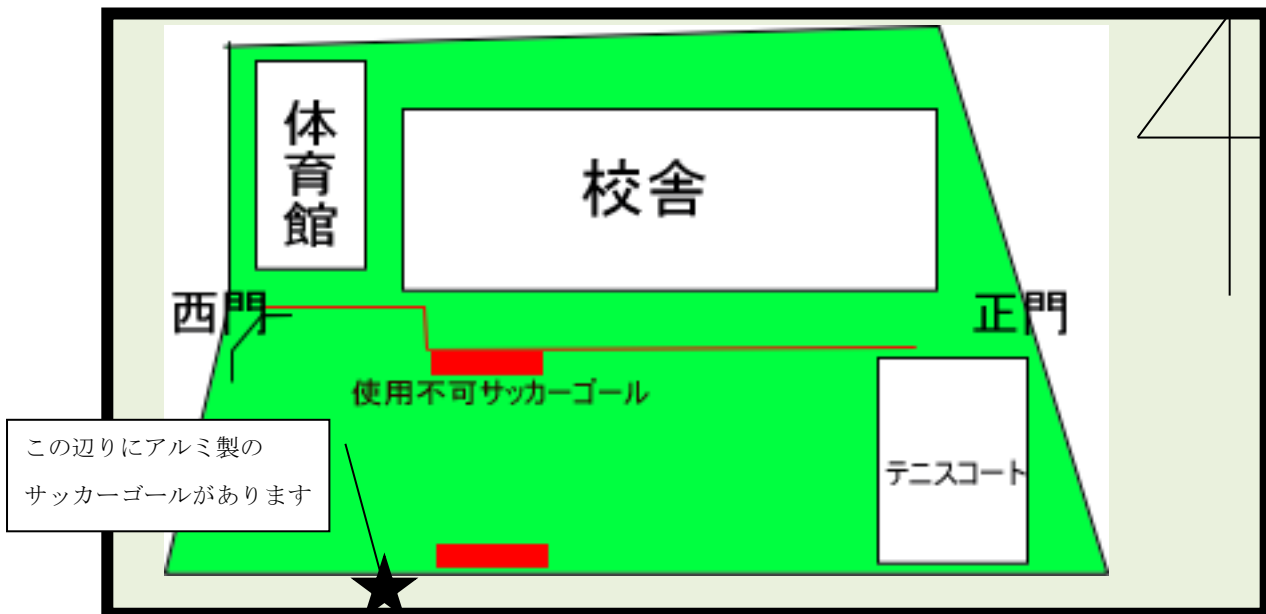 体育館
校舎
西門
正門
使用不可サッカーゴール
この辺りにアルミ製の
サッカーゴールがあります
テニスコート